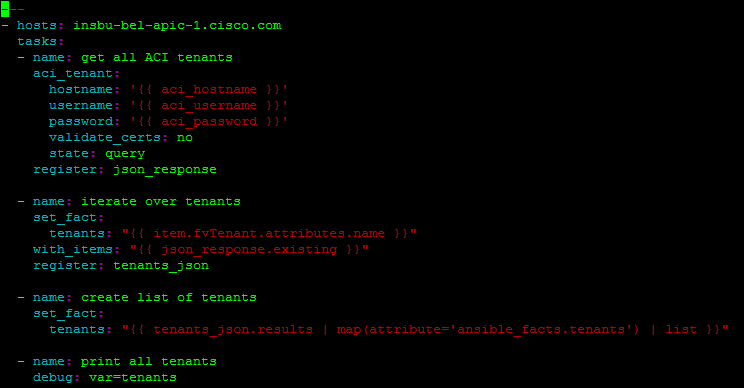 ---
- hosts: insbu-bel-apic-1.cisco.com
  tasks:
  - name: get all ACI tenants
    aci_tenant:
      hostname: '{{ aci_hostname }}'
      username: '{{ aci_username }}'
      password: '{{ aci_password }}'
      validate_certs: no
      state: query
    register: json_response

  - name: iterate over tenants
    set_fact:
      tenants: "{{ item.fvTenant.attributes.name }}"
    with_items: "{{ json_response.existing }}"
    register: tenants_json

  - name: create list of tenants
    set_fact:
      tenants: "{{ tenants_json.results | map(attribute='ansible_facts.tenants') | list }}"

  - name: print all tenants
    debug: var=tenants